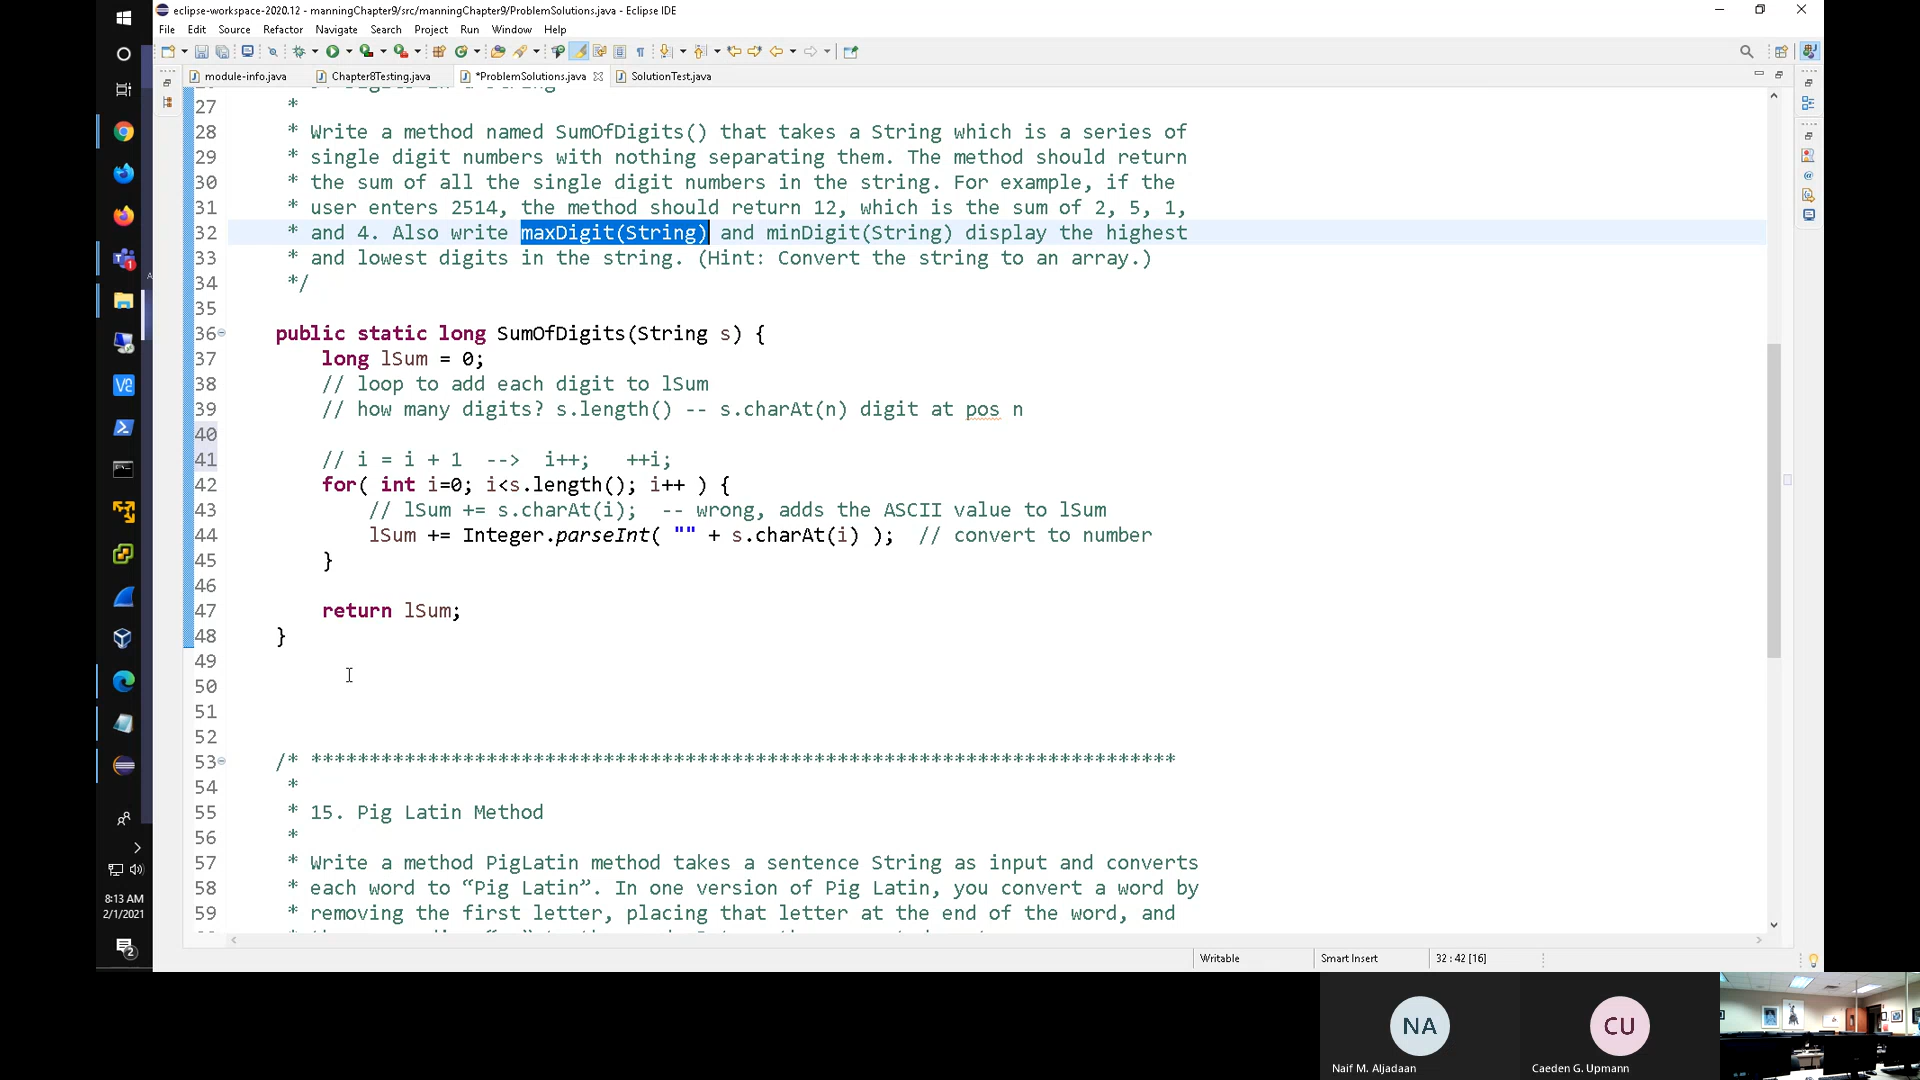 eclipse-workspace-2020.12 - manningChapter9/src/manningChapter9/ProblemSolutions.java - Eclipse IDE
File Edit Source Refactor Navigate Search Project Run Window Help
module-info.java Chapter8Testing.java *ProblemSolutions.java SolutionTest.java
27 *
28 * Write a method named SumOfDigits() that takes a String which is a series of
29 * single digit numbers with nothing separating them. The method should return
30 * the sum of all the single digit numbers in the string. For example, if the
31 * user enters 2514, the method should return 12, which is the sum of 2, 5, 1,
32 * and 4. Also write maxDigit(String) and minDigit(String) display the highest
33 * and lowest digits in the string. (Hint: Convert the string to an array.)
34 */
35
36 public static long SumOfDigits(String s) {
37 long lSum = 0;
38 // loop to add each digit to lSum
39 // how many digits? s.length() -- s.charAt(n) digit at pos n
40
41 // i = i + 1 --> i++; ++i;
42 for( int i=0; i<s.length(); i++ ) {
43 // lSum += s.charAt(i); -- wrong, adds the ASCII value to lSum
44 lSum += Integer.parseInt( "" + s.charAt(i) ); // convert to number
45 }
46
47 return lSum;
48 }
49
50
51
52
53 /* **************************************************************************
54 *
55 * 15. Pig Latin Method
56 *
57 * Write a method PigLatin method takes a sentence String as input and converts
58 * each word to “Pig Latin”. In one version of Pig Latin, you convert a word by
59 * removing the first letter, placing that letter at the end of the word, and
8:13 AM
2/1/2021
2
Writable Smart Insert 32 : 42 [16]
NA CU
Naif M. Aljadaan Caeden G. Upmann